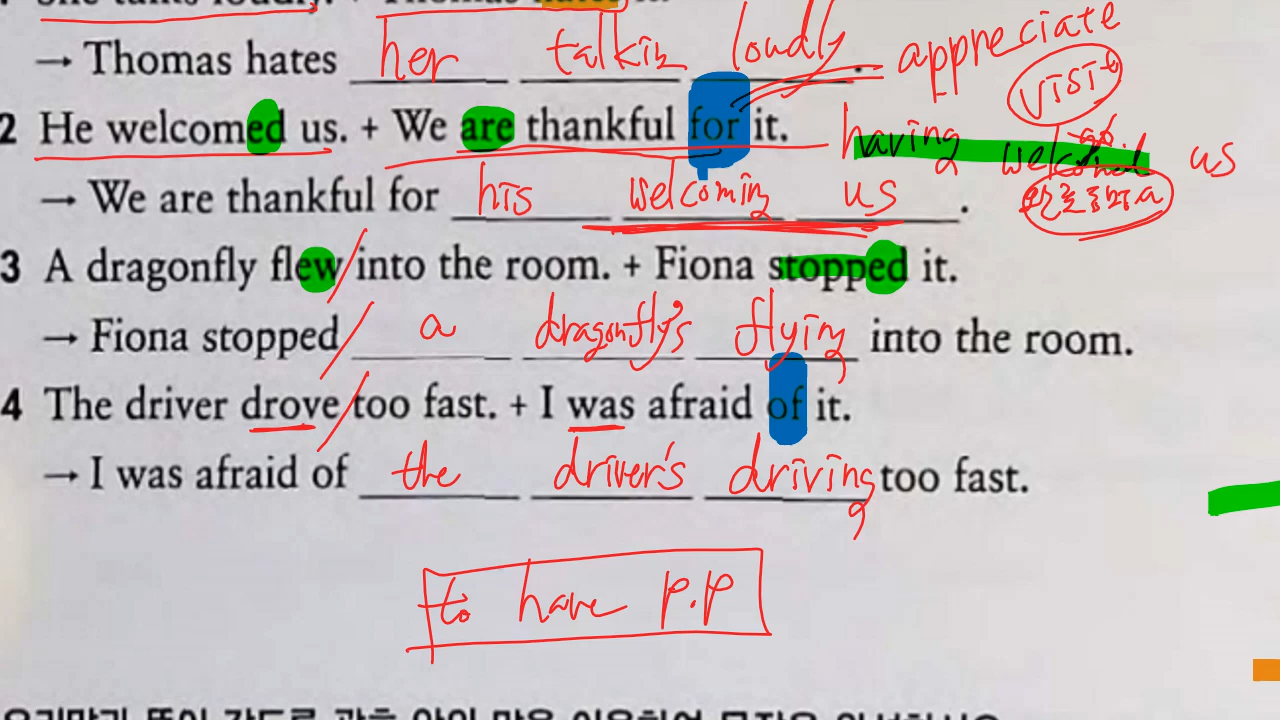 → Thomas hates her talkin loudly. appreciate
visit
2 He welcomed us. + We are thankful for it. having us
→ We are thankful for his welcoming us.
3 A dragonfly flew / into the room. + Fiona stopped it.
→ Fiona stopped / a dragonfly's flying into the room.
4 The driver drove / too fast. + I was afraid of it.
→ I was afraid of the driver's driving too fast.
to have p.p